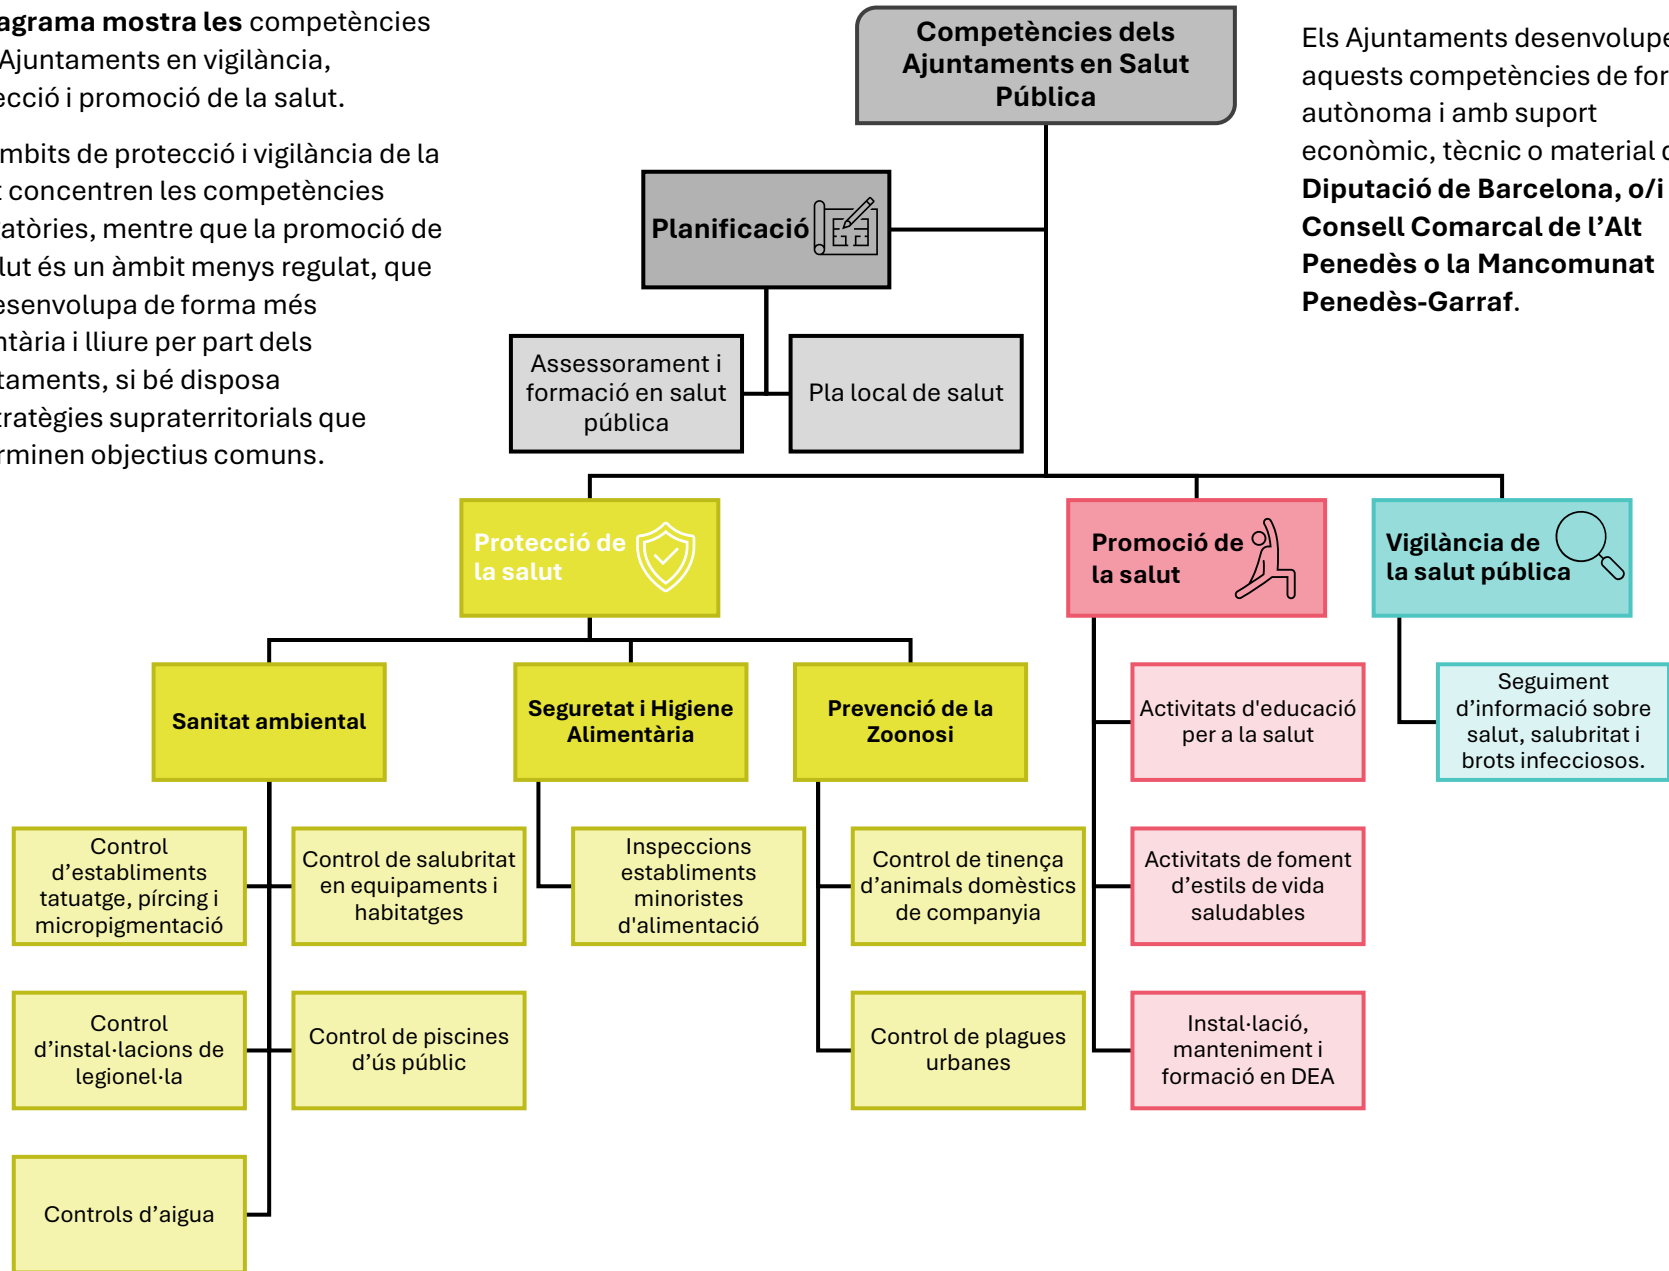 agrama mostra les competències
Ajuntaments en vigilància,
ecció i promoció de la salut.
mbits de protecció i vigilància de la
t concentren les competències
gatòries, mentre que la promoció de
lut és un àmbit menys regulat, que
esenvolupa de forma més
ntària i lliure per part dels
taments, si bé disposa
tratègies supraterritorials que
rminen objectius comuns.
Competències dels
Ajuntaments en Salut
Pública
Els Ajuntaments desenvolupe
aquests competències de for
autònoma i amb suport
econòmic, tècnic o material
Diputació de Barcelona, o/i
Consell Comarcal de l’Alt
Penedès o la Mancomunat
Penedès-Garraf.
Planificació
Assessorament i
formació en salut
pública
Pla local de salut
Protecció de
la salut
Promoció de
la salut
Vigilància de
la salut pública
Sanitat ambiental
Seguretat i Higiene
Alimentària
Prevenció de la
Zoonosi
Activitats d'educació
per a la salut
Seguiment
d’informació sobre
salut, salubritat i
brots infecciosos.
Control
d’establiments
tatuatge, pírcing i
micropigmentació
Control de salubritat
en equipaments i
habitatges
Inspeccions
establiments
minoristes
d'alimentació
Control de tinença
d’animals domèstics
de companyia
Activitats de foment
d’estils de vida
saludables
Control
d’instal·lacions de
legionel·la
Control de piscines
d’ús públic
Control de plagues
urbanes
Instal·lació,
manteniment i
formació en DEA
Controls d’aigua